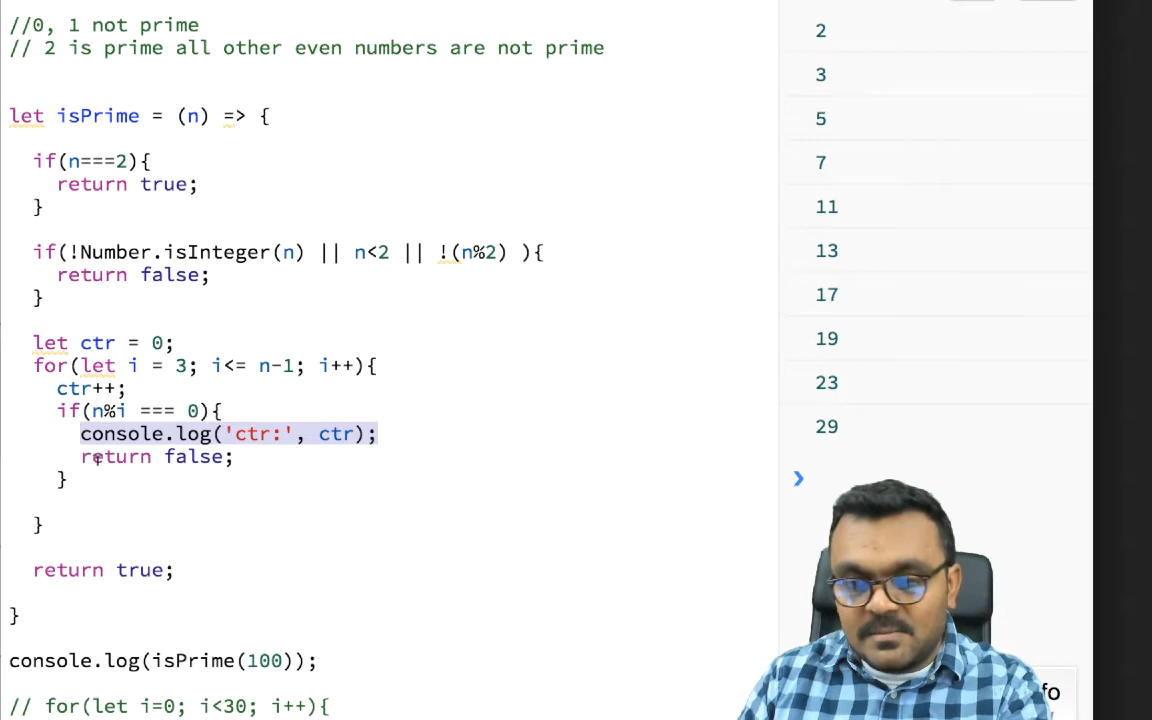 //0, 1 not prime
// 2 is prime all other even numbers are not prime
let isPrime = (n) => {
if(n===2){
return true;
}
if(!Number.isInteger(n) || n<2 || !(n%2) ){
return false;
}
let ctr = 0;
for(let i = 3; i<= n-1; i++){
ctr++;
if(n%i === 0){
console.log('ctr:', ctr);
return false;
}
}
return true;
}
console.log(isPrime(100));
// for(let i=0; i<30; i++){
2
3
5
7
11
13
17
19
23
29
❯
fo